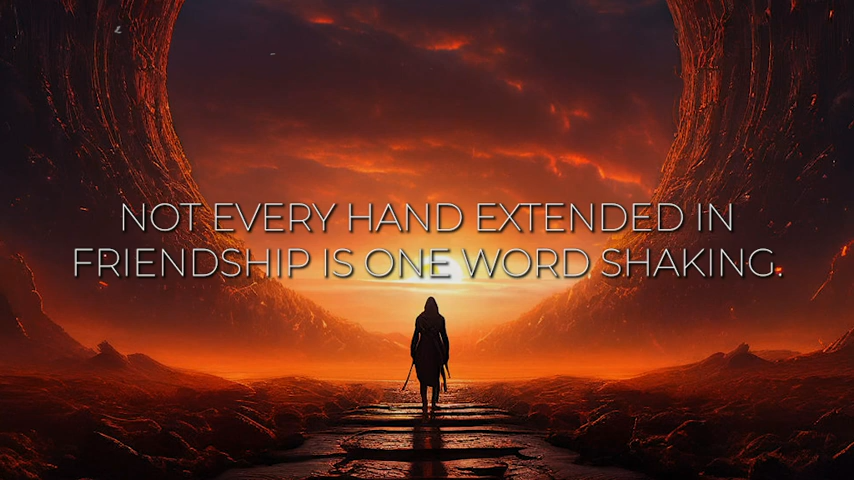 NOT EVERY HAND EXTENDED IN
FRIENDSHIP IS ONE WORD SHAKING.